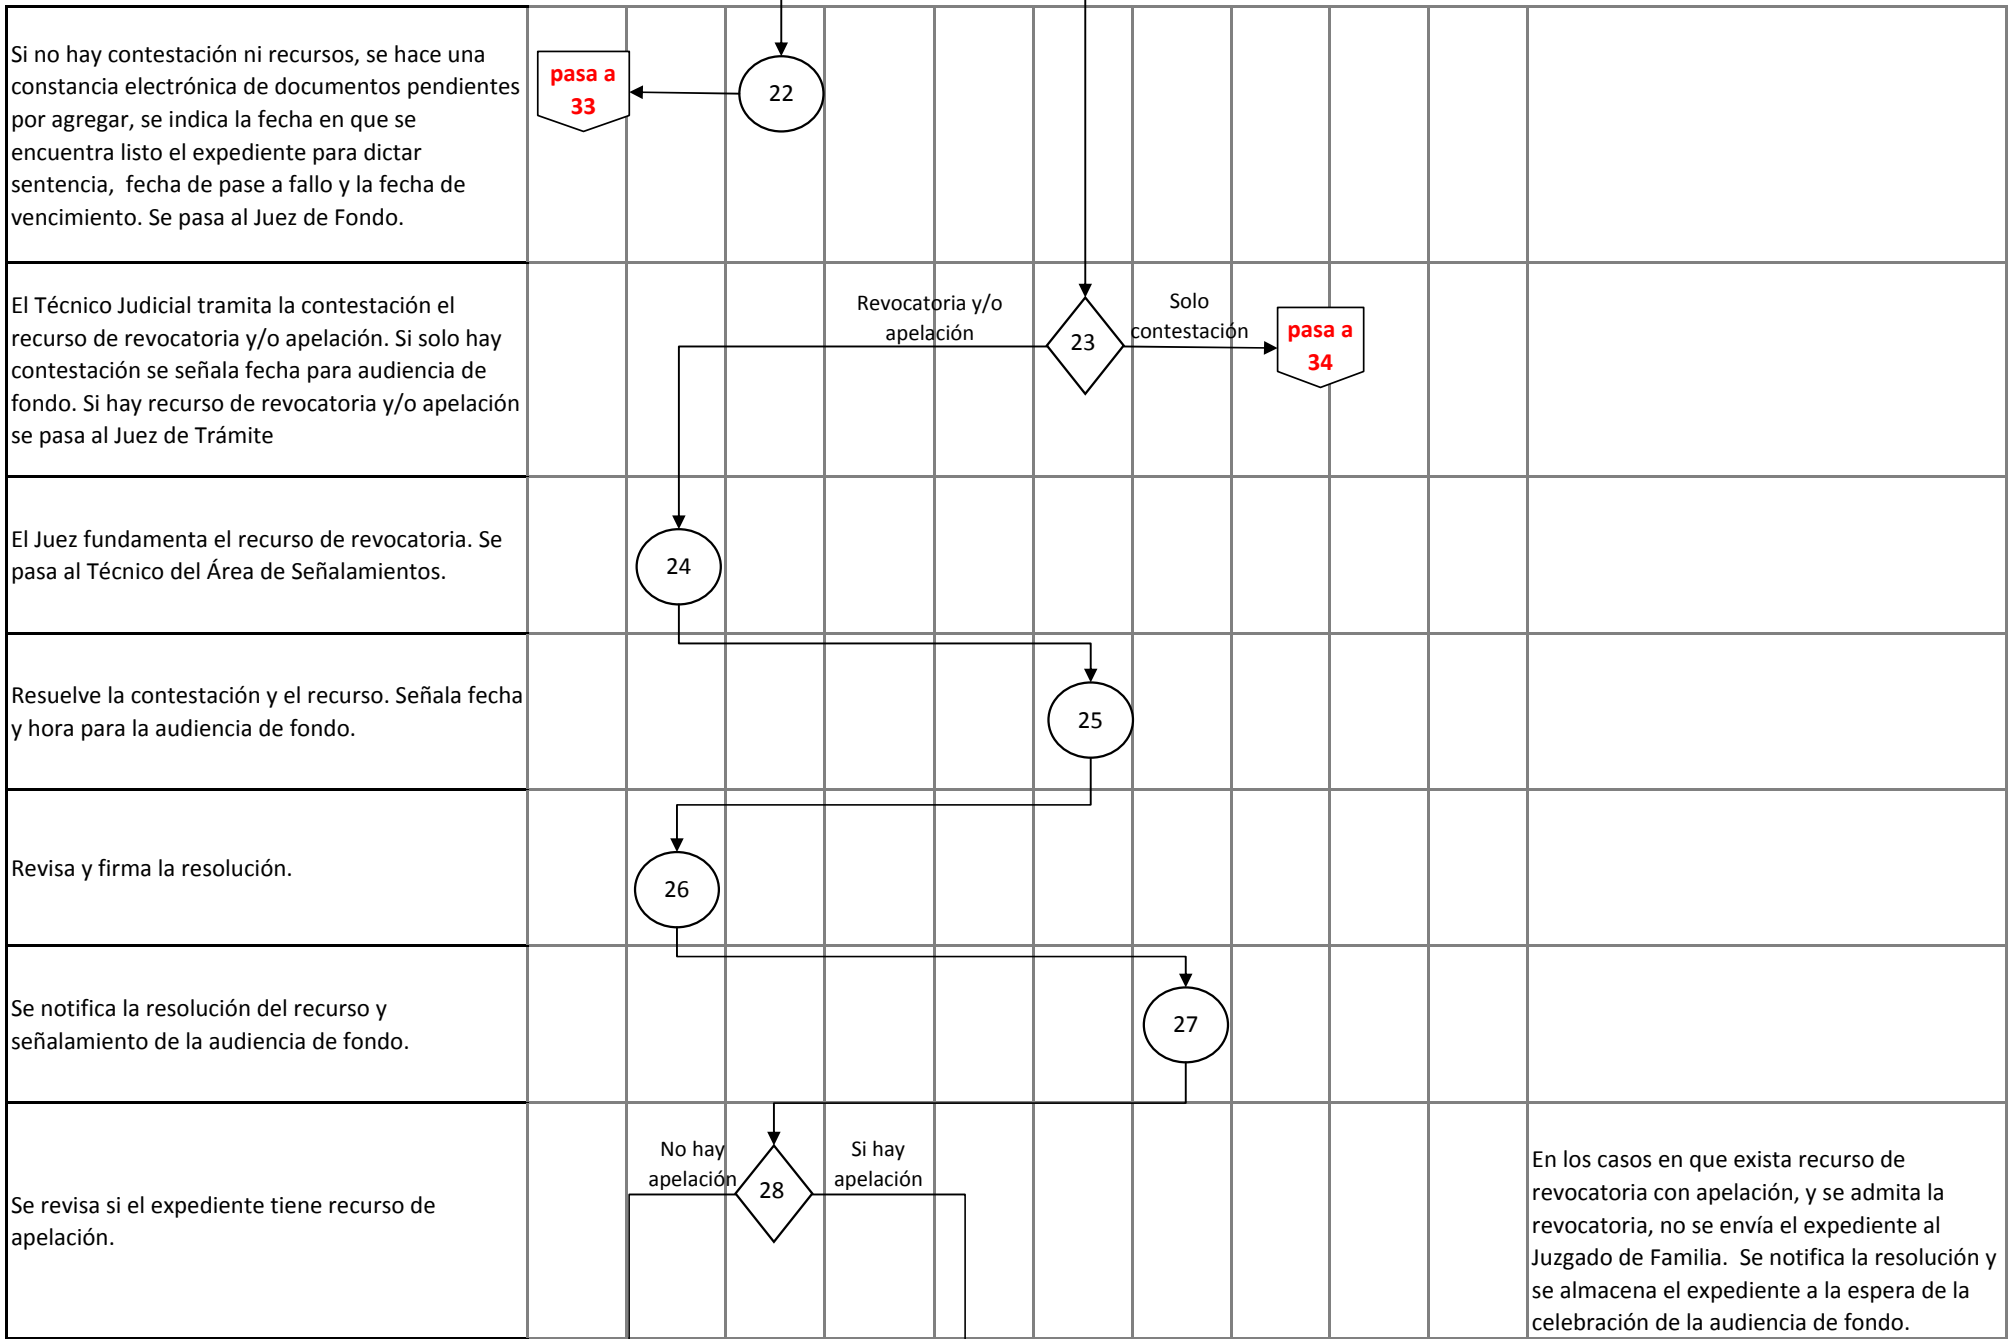 Si no hay contestación ni recursos, se hace una
constancia electrónica de documentos pendientes
por agregar, se indica la fecha en que se
encuentra listo el expediente para dictar
sentencia,  fecha de pase a fallo y la fecha de
vencimiento. Se pasa al Juez de Fondo.
pasa a
33
22
El Técnico Judicial tramita la contestación el
recurso de revocatoria y/o apelación. Si solo hay
contestación se señala fecha para audiencia de
fondo. Si hay recurso de revocatoria y/o apelación
se pasa al Juez de Trámite
Revocatoria y/o
apelación
23
Solo
contestación
pasa a
34
El Juez fundamenta el recurso de revocatoria. Se
pasa al Técnico del Área de Señalamientos.
24
Resuelve la contestación y el recurso. Señala fecha
y hora para la audiencia de fondo.
25
Revisa y firma la resolución.
26
Se notifica la resolución del recurso y
señalamiento de la audiencia de fondo.
27
Se revisa si el expediente tiene recurso de
apelación.
No hay
apelación
28
Si hay
apelación
En los casos en que exista recurso de
revocatoria con apelación, y se admita la
revocatoria, no se envía el expediente al
Juzgado de Familia.  Se notifica la resolución y
se almacena el expediente a la espera de la
celebración de la audiencia de fondo.